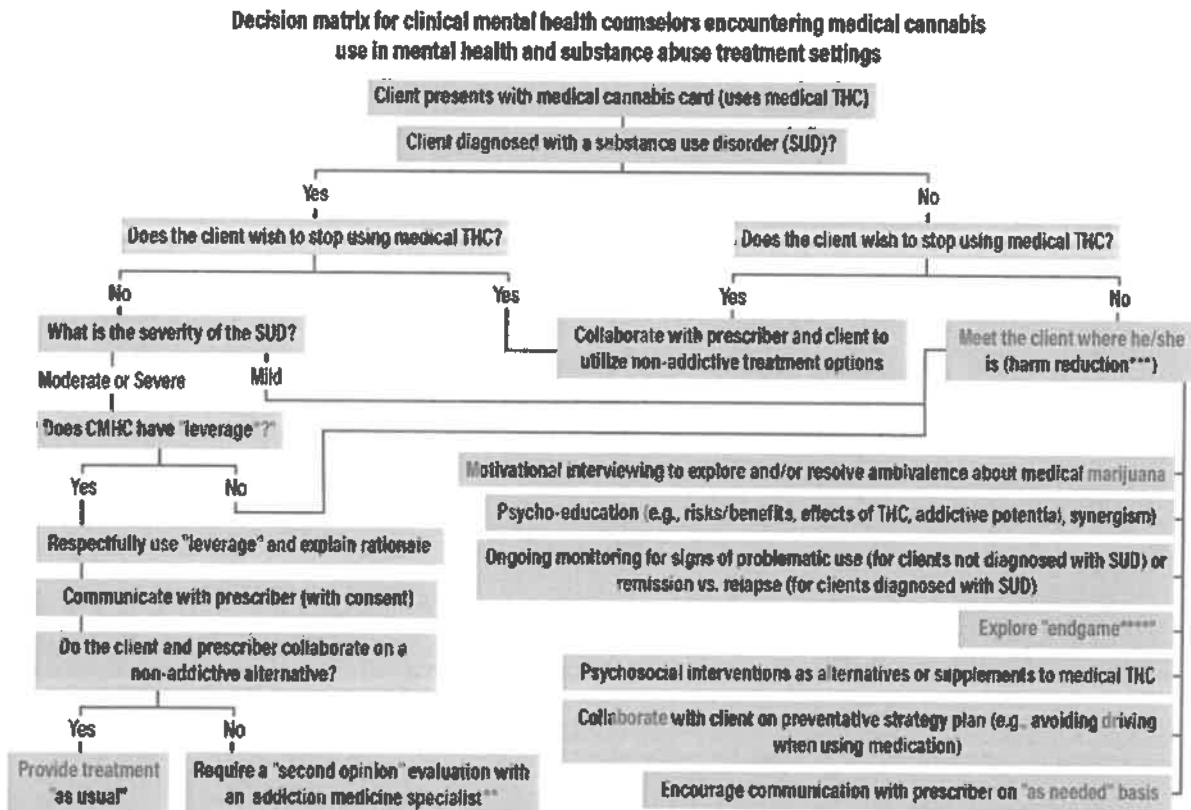 Decision matrix for clinical mental health counselors encountering medical cannabis
use in mental health and substance abuse treatment settings
Client presents with medical cannabis card (uses medical THC)
Client diagnosed with a substance use disorder (SUD)?
Yes
No
Does the client wish to stop using medical THC?
Does the client wish to stop using medical THC?
No
Yes
Yes
No
What is the severity of the SUD?
Collaborate with prescriber and client to
utilize non-addictive treatment options
Meet the client where he/she
is (harm reduction***)
Moderate or Severe
Mild
Does CMHC have "leverage*?"
Yes
No
Motivational interviewing to explore and/or resolve ambivalence about medical marijuana
Psycho-education (e.g., risks/benefits, effects of THC, addictive potential, synergism)
Respectfully use "leverage" and explain rationale
Ongoing monitoring for signs of problematic use (for clients not diagnosed with SUD) or
remission vs. relapse (for clients diagnosed with SUD)
Communicate with prescriber (with consent)
Explore "endgame****"
Do the client and prescriber collaborate on a
non-addictive alternative?
Psychosocial interventions as alternatives or supplements to medical THC
Yes
No
Collaborate with client on preventative strategy plan (e.g., avoiding driving
when using medication)
Provide treatment
"as usual"
Require a "second opinion" evaluation with
an addiction medicine specialist**
Encourage communication with prescriber on "as needed" basis